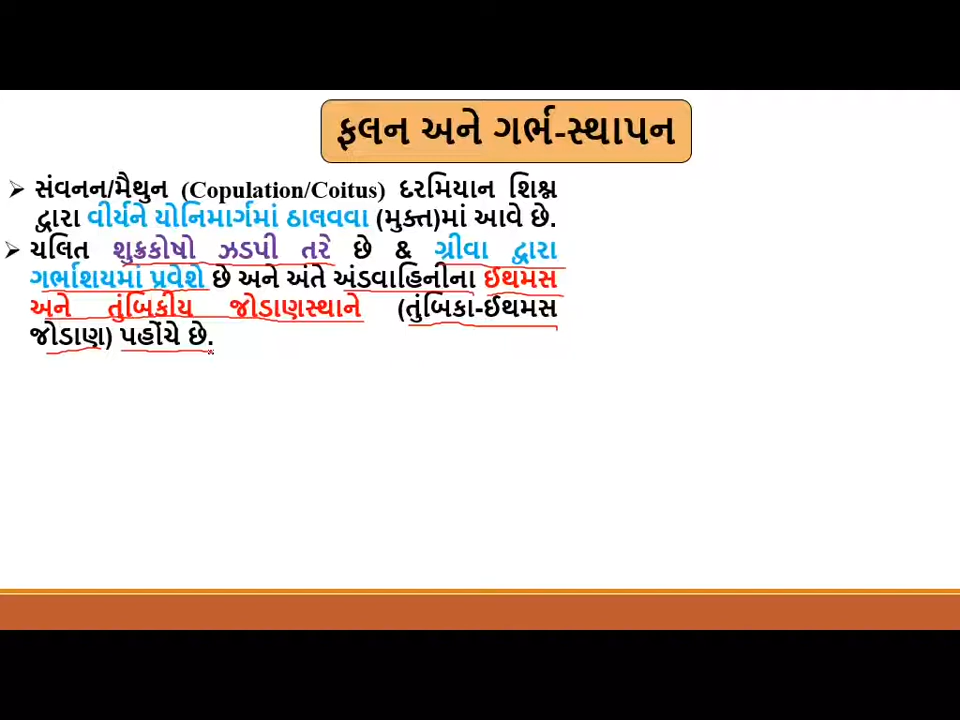 ફલન અને ગર્ભ-સ્થાપન
➢ સંવનન/મૈથુન (Copulation/Coitus) દરમિયાન શિશ્ન
દ્વારા વીર્યને યોનિમાર્ગમાં ઠાલવવા (મુક્ત)માં આવે છે.
➢ ચલિત શુક્રકોષો ઝડપી તરે છે & ગ્રીવા દ્વારા
ગર્ભાશયમાં પ્રવેશે છે અને અંતે અંડવાહિનીના ઈથમસ
અને તુંબિકીય જોડાણસ્થાને (તુંબિકા-ઈથમસ
જોડાણ) પહોંચે છે.